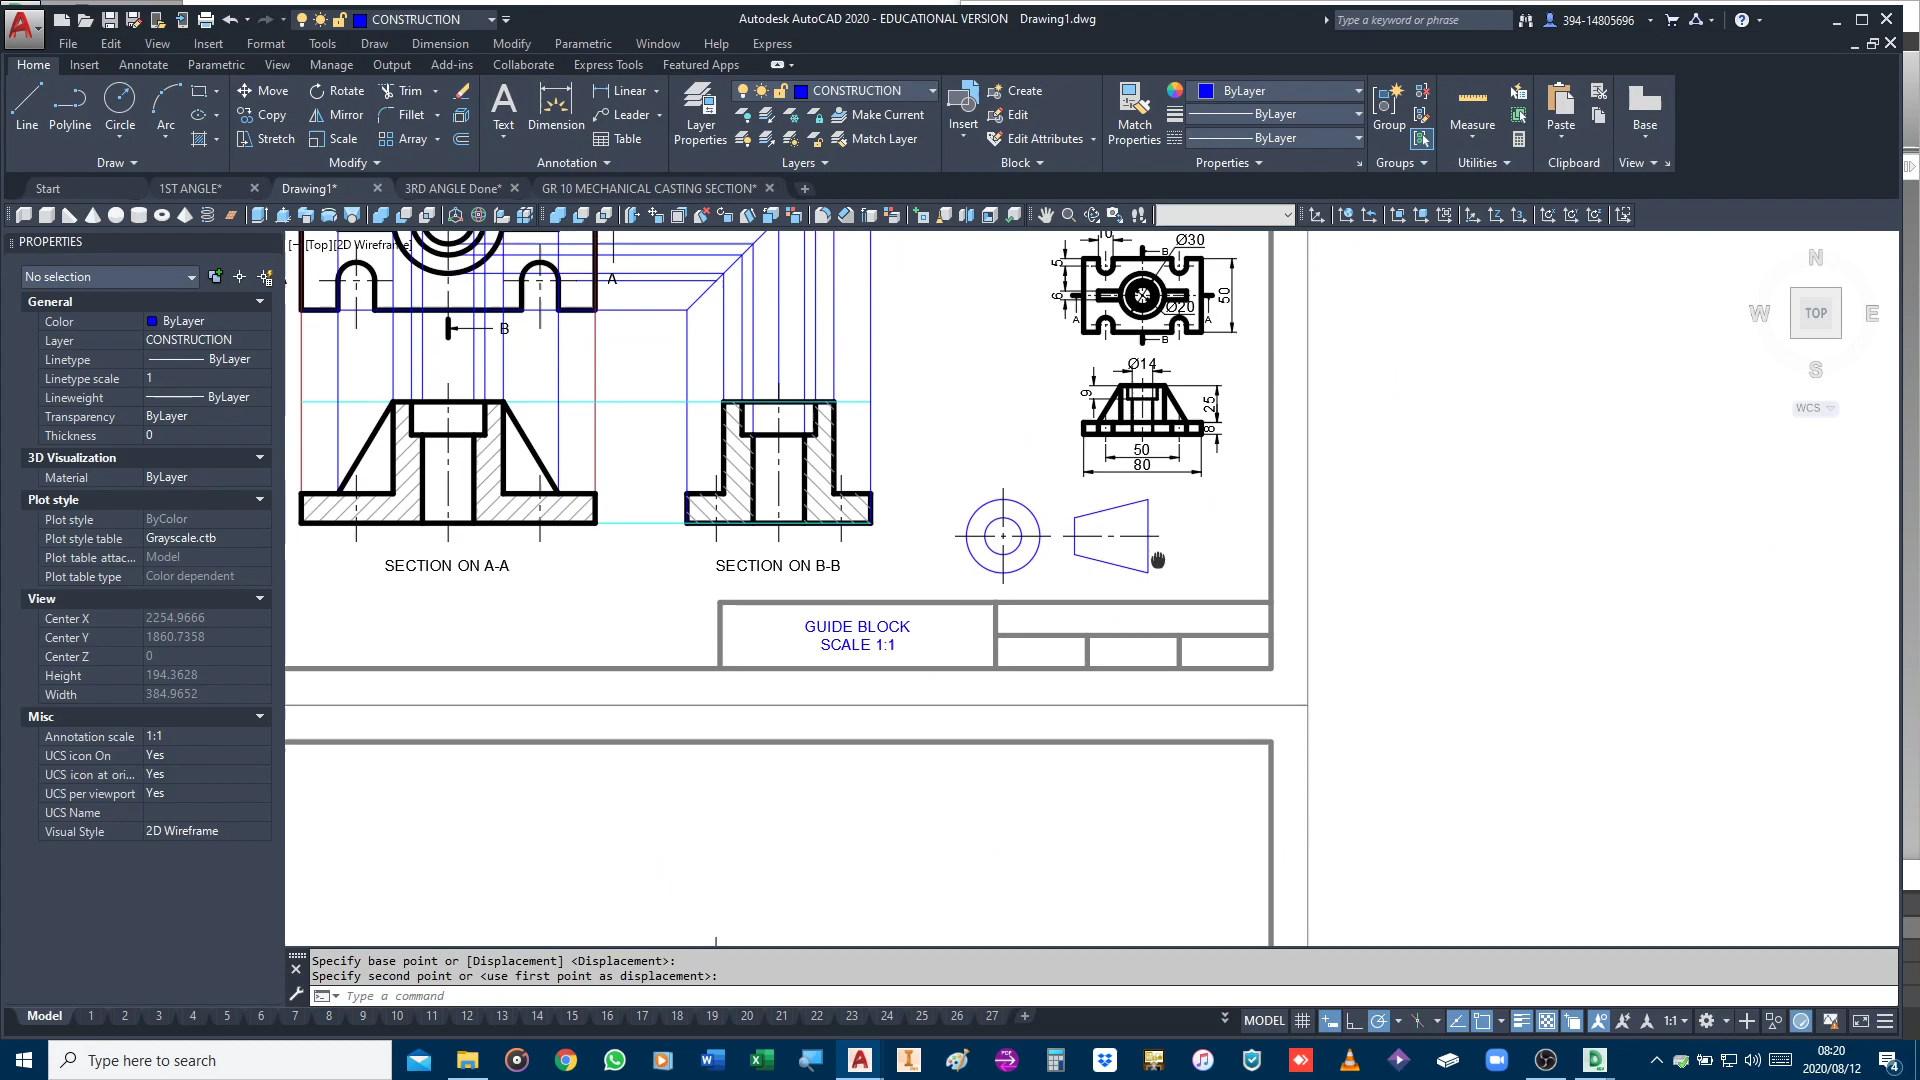 CONSTRUCTION
Autodesk AutoCAD 2020 - EDUCATIONAL VERSION Drawing1.dwg
Type a keyword or phrase
394-14805696
File Edit View Insert Format Tools Draw Dimension Modify Parametric Window Help Express
Home Insert Annotate Parametric View Manage Output Add-ins Collaborate Express Tools Featured Apps
Line Polyline Circle Arc
Move Rotate Trim
Copy Mirror Fillet
Stretch Scale Array
Text Dimension
Linear
Leader
Table
Layer Properties
CONSTRUCTION
Make Current
Match Layer
Insert
Create
Edit
Edit Attributes
Match Properties
ByLayer
ByLayer
ByLayer
Group
Measure
Paste
Base
Draw Modify Annotation Layers Block Properties Groups Utilities Clipboard View
Start 1ST ANGLE* Drawing1* 3RD ANGLE Done* GR 10 MECHANICAL CASTING SECTION*
PROPERTIES
No selection
General
Color ByLayer
Layer CONSTRUCTION
Linetype ByLayer
Linetype scale 1
Lineweight ByLayer
Transparency ByLayer
Thickness 0
3D Visualization
Material ByLayer
Plot style
Plot style ByColor
Plot style table Grayscale.ctb
Plot table attac... Model
Plot table type Color dependent
View
Center X 2254.9666
Center Y 1860.7358
Center Z 0
Height 194.3628
Width 384.9652
Misc
Annotation scale 1:1
UCS icon On Yes
UCS icon at ori... Yes
UCS per viewport Yes
UCS Name
Visual Style 2D Wireframe
[−][Top][2D Wireframe]
A
B
SECTION ON A-A
SECTION ON B-B
10
Ø30
B
5
6
50
Ø20
A
A
B
Ø14
9
25
8
50
80
GUIDE BLOCK
SCALE 1:1
N
W TOP E
S
WCS
Specify base point or [Displacement] <Displacement>:
Specify second point or <use first point as displacement>:
Type a command
Model 1 2 3 4 5 6 7 8 9 10 11 12 13 14 15 16 17 18 19 20 21 22 23 24 25 26 27
MODEL
1:1
Type here to search
08:20
2020/08/12
4